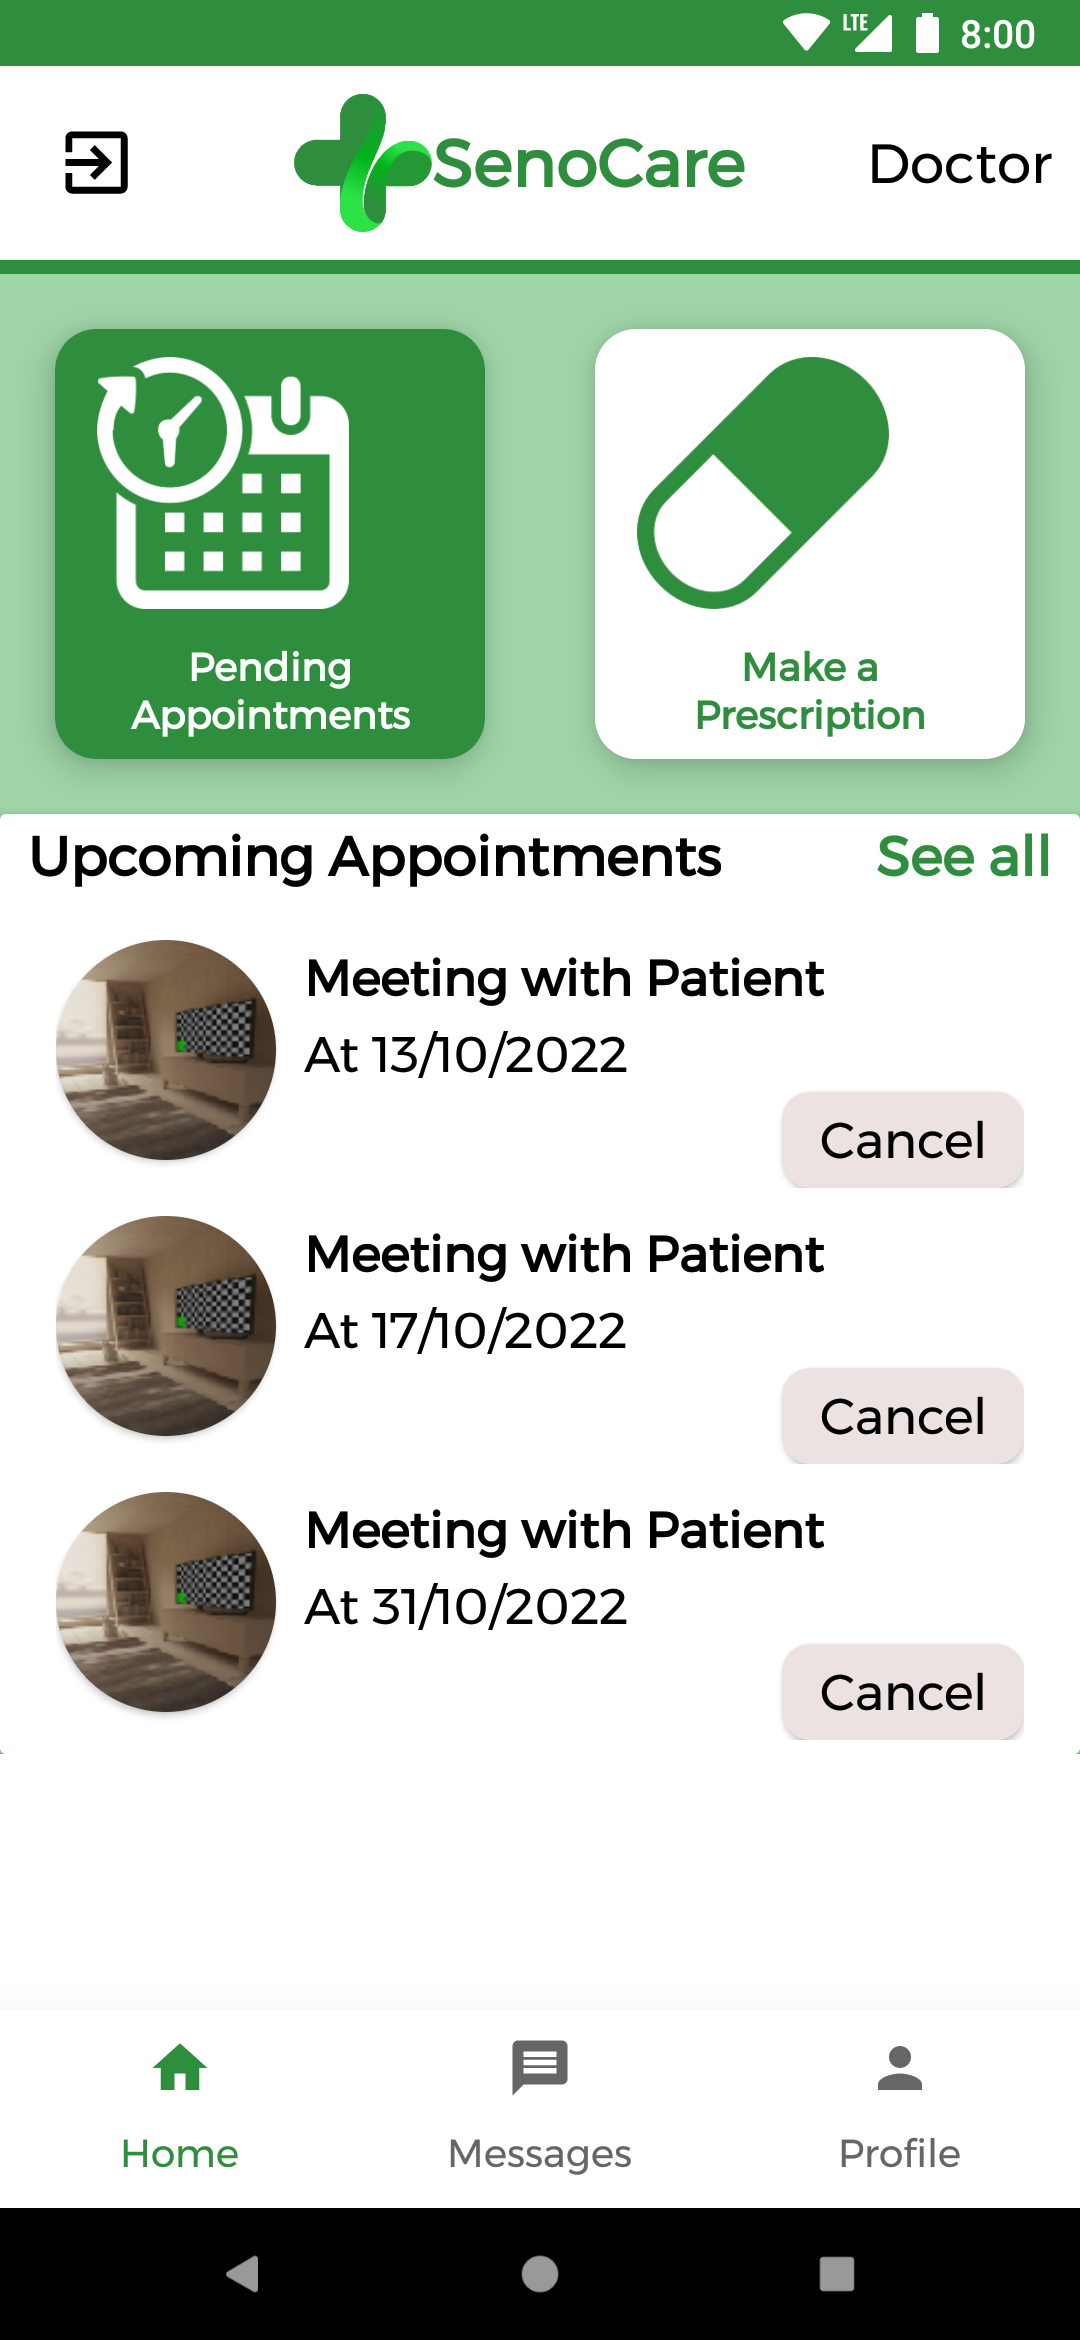 LTE 8:00
SenoCare
Doctor
Pending
Appointments
Make a
Prescription
Upcoming Appointments
See all
Meeting with Patient
At 13/10/2022
Cancel
Meeting with Patient
At 17/10/2022
Cancel
Meeting with Patient
At 31/10/2022
Cancel
Home
Messages
Profile